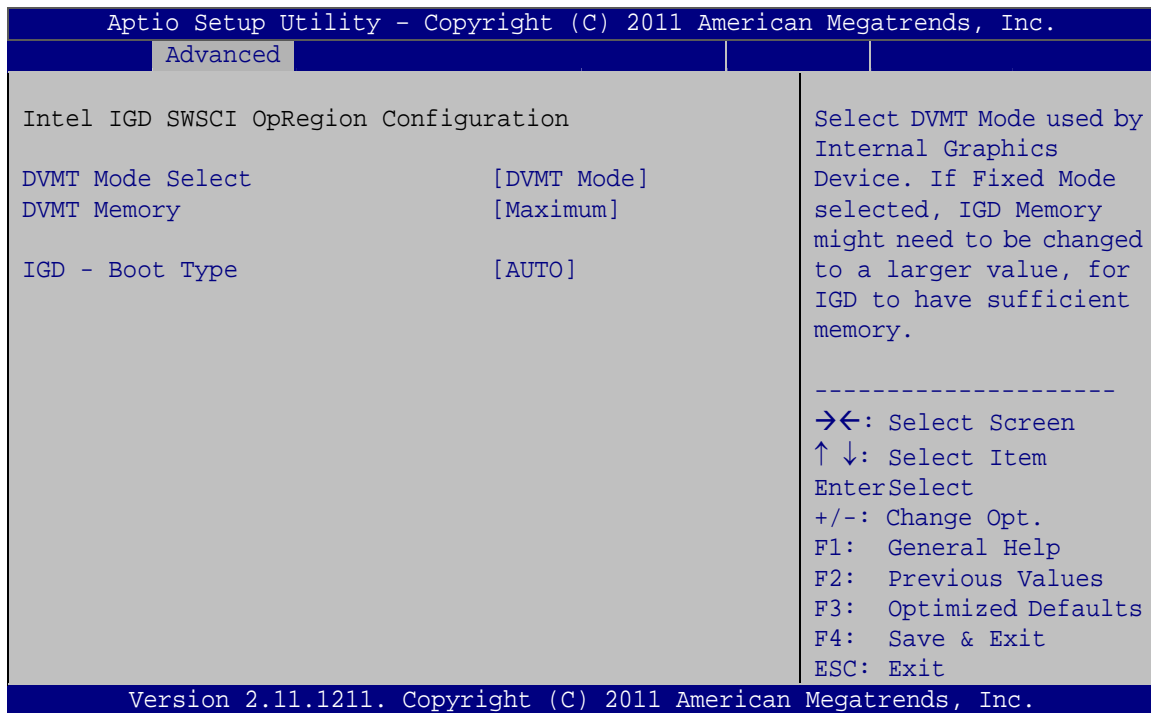 Aptio Setup Utility – Copyright (C) 2011 American Megatrends, Inc.
Advanced
Intel IGD SWSCI OpRegion Configuration
DVMT Mode Select [DVMT Mode]
DVMT Memory [Maximum]
IGD - Boot Type [AUTO]
Select DVMT Mode used by
Internal Graphics
Device. If Fixed Mode
selected, IGD Memory
might need to be changed
to a larger value, for
IGD to have sufficient
memory.
---------------------
→←: Select Screen
↑ ↓: Select Item
EnterSelect
+/-: Change Opt.
F1: General Help
F2: Previous Values
F3: Optimized Defaults
F4: Save & Exit
ESC: Exit
Version 2.11.1211. Copyright (C) 2011 American Megatrends, Inc.